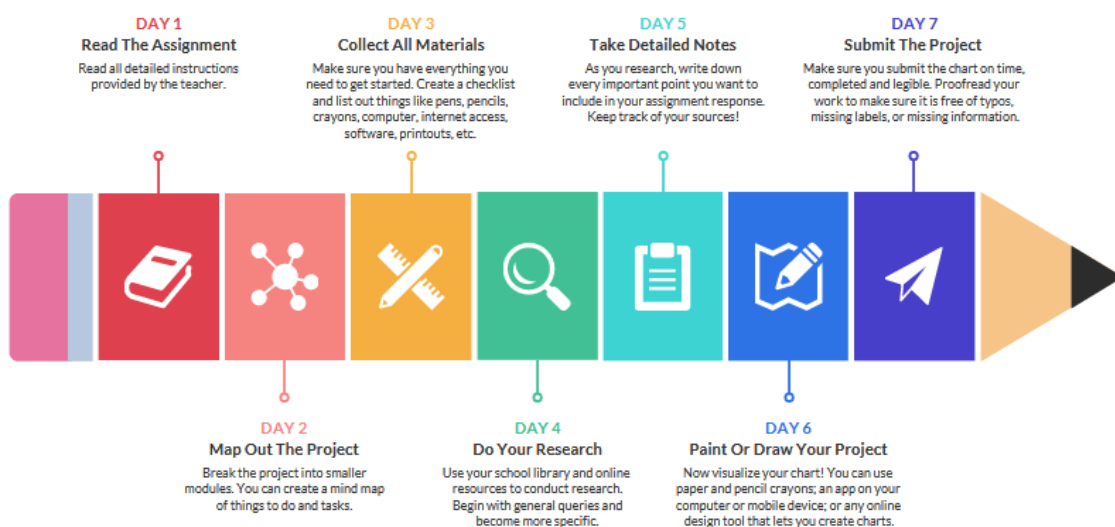 DAY 1
Read The Assignment
Read all detailed instructions
provided by the teacher.
DAY 3
Collect All Materials
Make sure you have everything you
need to get started. Create a checklist
and list out things like pens, pencils,
crayons, computer, internet access,
software, printouts, etc.
DAY 5
Take Detailed Notes
As you research, write down
every important point you want to
include in your assignment response.
Keep track of your sources!
DAY 7
Submit The Project
Make sure you submit the chart on time,
completed and legible. Proofread your
work to make sure it is free of typos,
missing labels, or missing information.
DAY 2
Map Out The Project
Break the project into smaller
modules. You can create a mind map
of things to do and tasks.
DAY 4
Do Your Research
Use your school library and online
resources to conduct research.
Begin with general queries and
become more specific.
DAY 6
Paint Or Draw Your Project
Now visualize your chart! You can use
paper and pencil crayons; an app on your
computer or mobile device; or any online
design tool that lets you create charts.